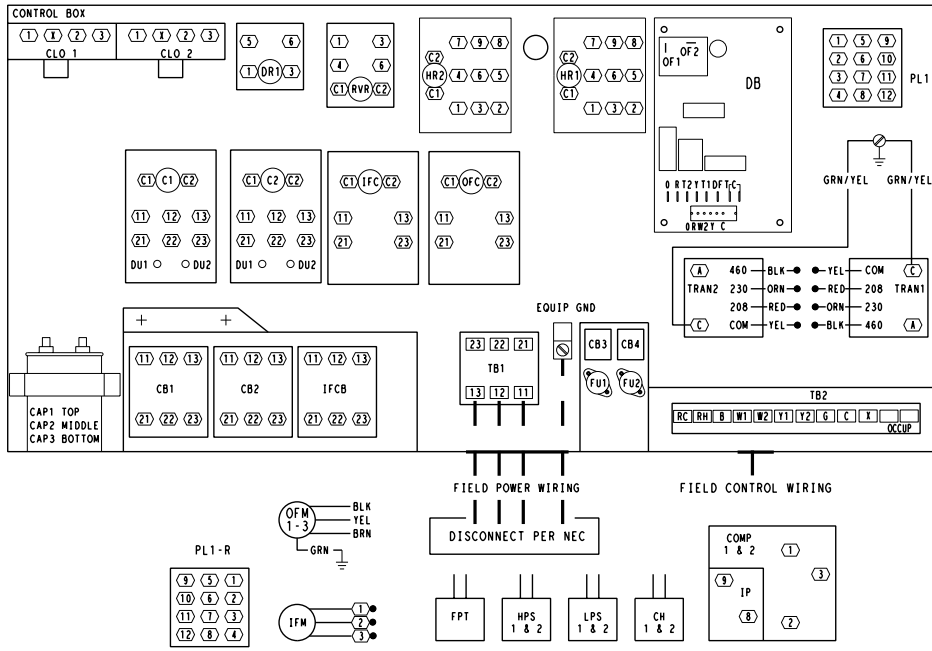 CONTROL BOX
1 X 2 3 1 X 2 3
CLO 1 CLO 2
5 6
1 DR1 3
1 3
4 6
C1 RVR C2
7 9 8
C2
HR2 4 6 5
C1
1 3 2
7 9 8
C2
HR1 4 6 5
C1
1 3 2
OF2
OF1
DB
O R T2 Y T1 DFT C-
O R W2 Y C
1 5 9
2 6 10
3 7 11
4 8 12
PL1
GRN/YEL GRN/YEL
C1 C1 C2
11 12 13
21 22 23
DU1 DU2
C1 C2 C2
11 12 13
21 22 23
DU1 DU2
C1 IFC C2
11 13
21 23
C1 OFC C2
11 13
21 23
A 460 BLK YEL COM C
TRAN2 230 ORN RED 208 TRAN1
208 RED ORN 230
C COM YEL BLK 460 A
EQUIP GND
11 12 13
CB1
21 22 23
11 12 13
CB2
21 22 23
11 12 13
IFCB
21 22 23
23 22 21
TB1
13 12 11
CB3 CB4
FU1 FU2
TB2
RC RH B W1 W2 Y1 Y2 G C X
OCCUP
CAP1 TOP
CAP2 MIDDLE
CAP3 BOTTOM
FIELD POWER WIRING
FIELD CONTROL WIRING
DISCONNECT PER NEC
OFM
1-3
BLK
YEL
BRN
GRN
PL1-R
9 5 1
10 6 2
11 7 3
12 8 4
IFM
1
2
3
FPT
HPS
1 & 2
LPS
1 & 2
CH
1 & 2
COMP
1 & 2
1
3
9 IP
8
2